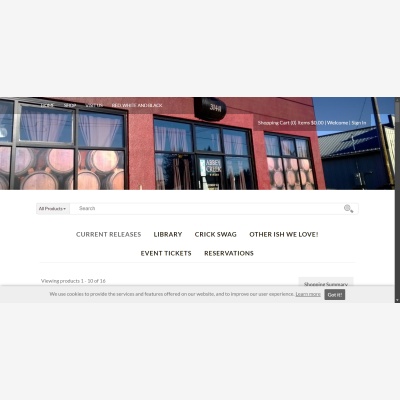 HOME SHOP VISIT US RED, WHITE AND BLACK
Shopping Cart (0) Items $0.00 | Welcome | Sign In
ABBEY
CREEK
All Products
Search
CURRENT RELEASES LIBRARY CRICK SWAG OTHER ISH WE LOVE!
EVENT TICKETS RESERVATIONS
Viewing products 1 - 10 of 16
Shopping Summary
We use cookies to provide the services and features offered on our website, and to improve our user experience. Learn more Got it!